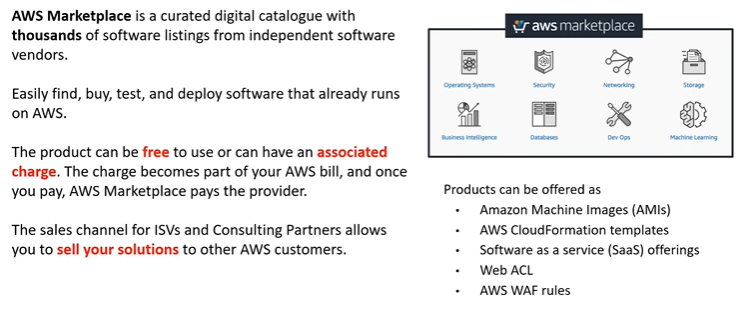 AWS Marketplace is a curated digital catalogue with
thousands of software listings from independent software
vendors.
Easily find, buy, test, and deploy software that already runs
on AWS.
The product can be free to use or can have an associated
charge. The charge becomes part of your AWS bill, and once
you pay, AWS Marketplace pays the provider.
The sales channel for ISVs and Consulting Partners allows
you to sell your solutions to other AWS customers.
aws marketplace
Operating Systems
Security
Networking
Storage
Business Intelligence
Databases
Dev Ops
Machine Learning
Products can be offered as
• Amazon Machine Images (AMIs)
• AWS CloudFormation templates
• Software as a service (SaaS) offerings
• Web ACL
• AWS WAF rules